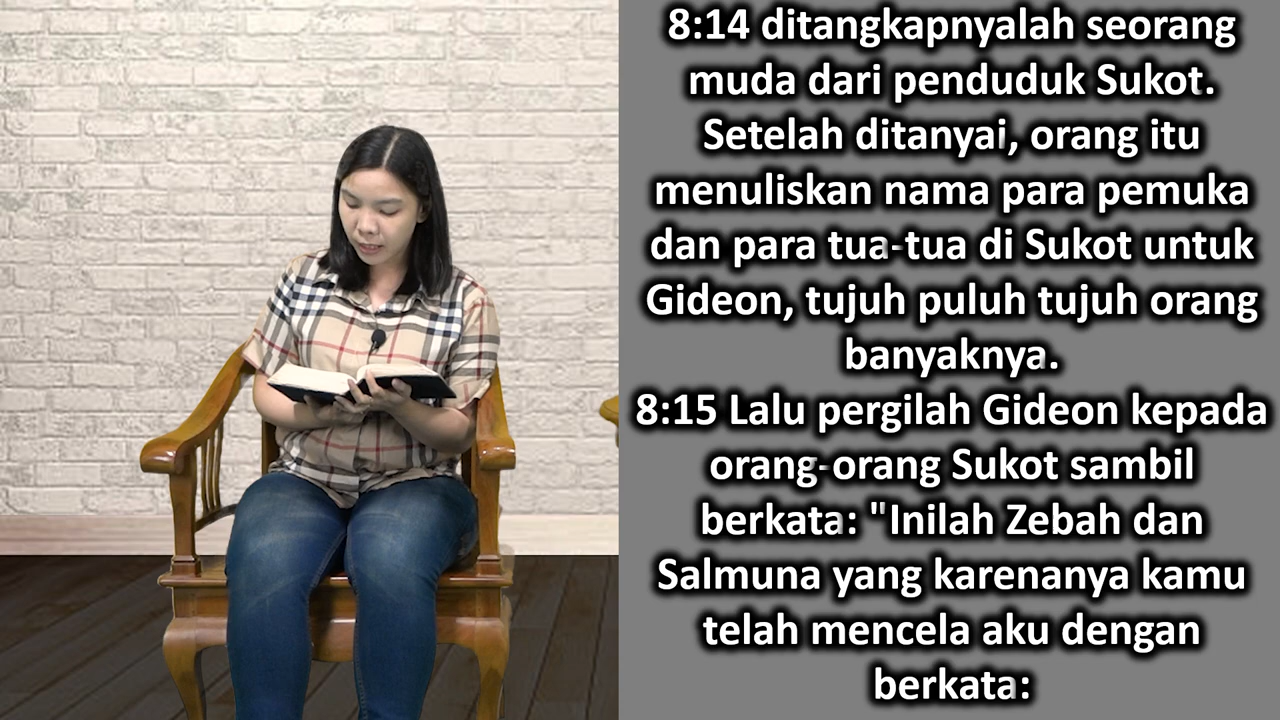 8:14 ditangkapnyalah seorang
muda dari penduduk Sukot.
Setelah ditanyai, orang itu
menuliskan nama para pemuka
dan para tua-tua di Sukot untuk
Gideon, tujuh puluh tujuh orang
banyaknya.
8:15 Lalu pergilah Gideon kepada
orang-orang Sukot sambil
berkata: "Inilah Zebah dan
Salmuna yang karenanya kamu
telah mencela aku dengan
berkata: